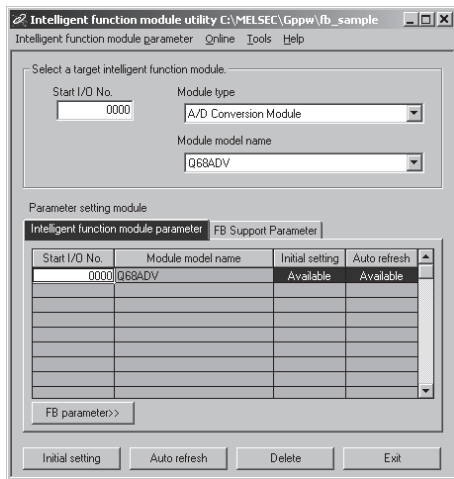 Intelligent function module utility C:\MELSEC\Gppw\fb_sample
Intelligent function module parameter Online Tools Help
Select a target intelligent function module.
Start I/O No. Module type
0000 A/D Conversion Module
Module model name
Q68ADV
Parameter setting module
Intelligent function module parameter FB Support Parameter
Start I/O No. Module model name Initial setting Auto refresh
0000 Q68ADV Available Available
FB parameter>>
Initial setting Auto refresh Delete Exit